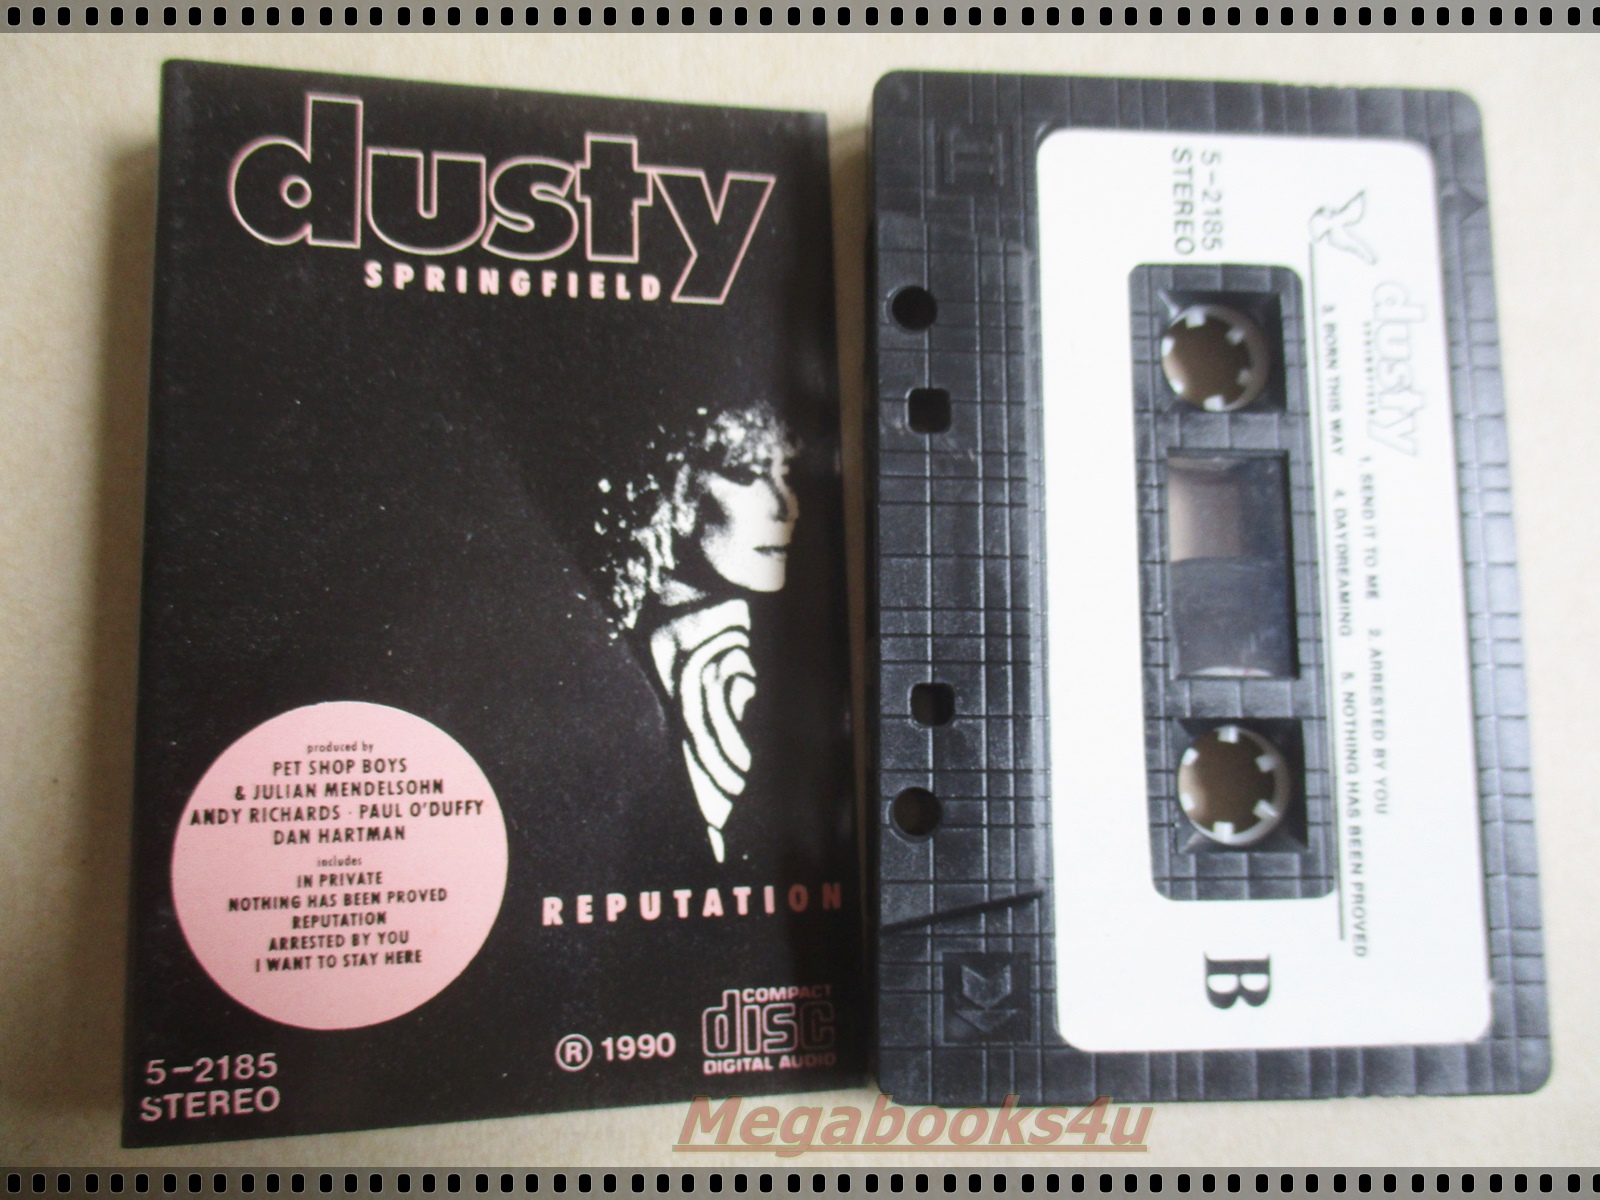 dusty
SPRINGFIELD
produced by
PET SHOP BOYS
& JULIAN MENDELSOHN
ANDY RICHARDS · PAUL O'DUFFY
DAN HARTMAN
includes
IN PRIVATE
NOTHING HAS BEEN PROVED
REPUTATION
ARRESTED BY YOU
I WANT TO STAY HERE
REPUTATION
5-2185
STEREO
® 1990
COMPACT
disc
DIGITAL AUDIO
5-2185
STEREO
dusty
SPRINGFIELD
1. SEND IT TO ME 2. ARRESTED BY YOU
3. BORN THIS WAY 4. DAYDREAMING 5. NOTHING HAS BEEN PROVED
B
Megabooks4u